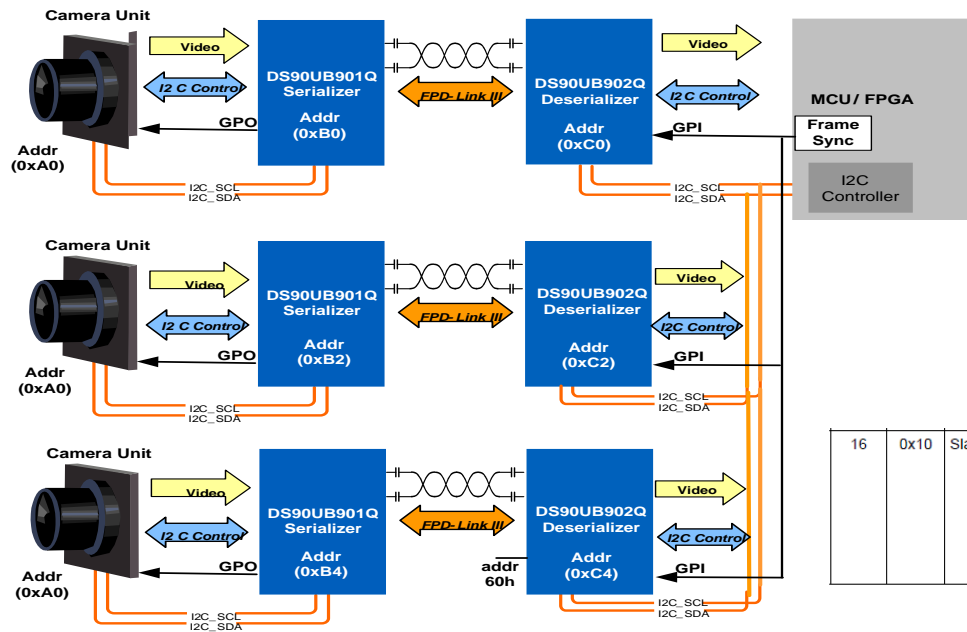 Camera Unit
Video
I2 C Control
GPO
Addr
(0xA0)
DS90UB901Q
Serializer
Addr
(0xB0)
FPD- Link III
DS90UB902Q
Deserializer
Addr
(0xC0)
Video
I2 C Control
GPI
MCU / FPGA
Frame
Sync
I2C
Controller
I2C_SCL
I2C_SDA
I2C_SCL
I2C_SDA
Camera Unit
Video
I2 C Control
GPO
Addr
(0xA0)
DS90UB901Q
Serializer
Addr
(0xB2)
FPD- Link III
DS90UB902Q
Deserializer
Addr
(0xC2)
Video
I2C Control
GPI
I2C_SCL
I2C_SDA
I2C_SCL
I2C_SDA
Camera Unit
Video
I2 C Control
GPO
Addr
(0xA0)
DS90UB901Q
Serializer
Addr
(0xB4)
FPD- Link III
DS90UB902Q
Deserializer
Addr
(0xC4)
addr
60h
Video
I2C Control
GPI
I2C_SCL
I2C_SDA
I2C_SCL
I2C_SDA
16 0x10